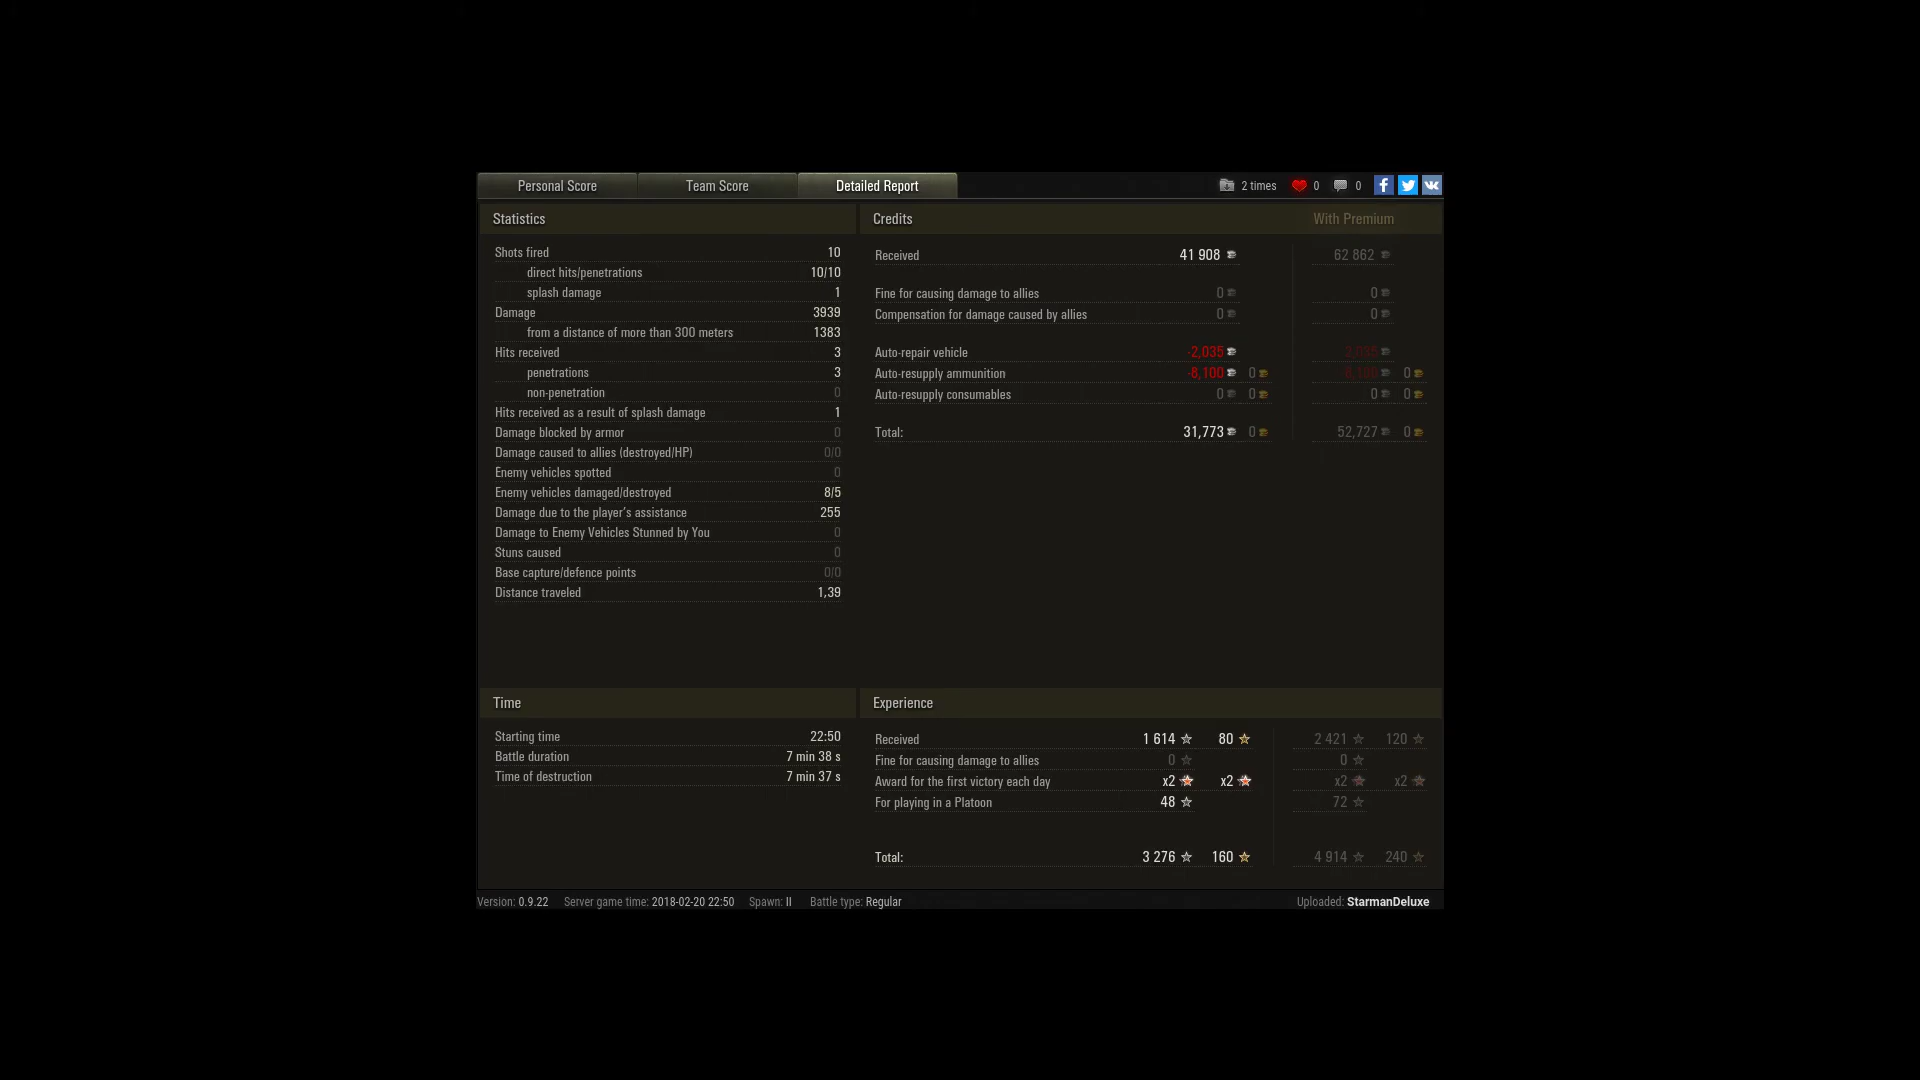 Personal Score Team Score Detailed Report 2 times 0 0
Statistics
Shots fired 10
direct hits/penetrations 10/10
splash damage 1
Damage 3939
from a distance of more than 300 meters 1383
Hits received 3
penetrations 3
non-penetration 0
Hits received as a result of splash damage 1
Damage blocked by armor 0
Damage caused to allies (destroyed/HP) 0/0
Enemy vehicles spotted 0
Enemy vehicles damaged/destroyed 8/5
Damage due to the player's assistance 255
Damage to Enemy Vehicles Stunned by You 0
Stuns caused 0
Base capture/defence points 0/0
Distance traveled 1,39
Credits With Premium
Received 41 908 62 862
Fine for causing damage to allies 0 0
Compensation for damage caused by allies 0 0
Auto-repair vehicle -2,035 -2,035
Auto-resupply ammunition -8,100 0 -8,100 0
Auto-resupply consumables 0 0 0 0
Total: 31,773 0 52,727 0
Time
Starting time 22:50
Battle duration 7 min 38 s
Time of destruction 7 min 37 s
Experience
Received 1 614 80 2 421 120
Fine for causing damage to allies 0 0
Award for the first victory each day x2 x2 x2 x2
For playing in a Platoon 48 72
Total: 3 276 160 4 914 240
Version: 0.9.22 Server game time: 2018-02-20 22:50 Spawn: II Battle type: Regular Uploaded: StarmanDeluxe